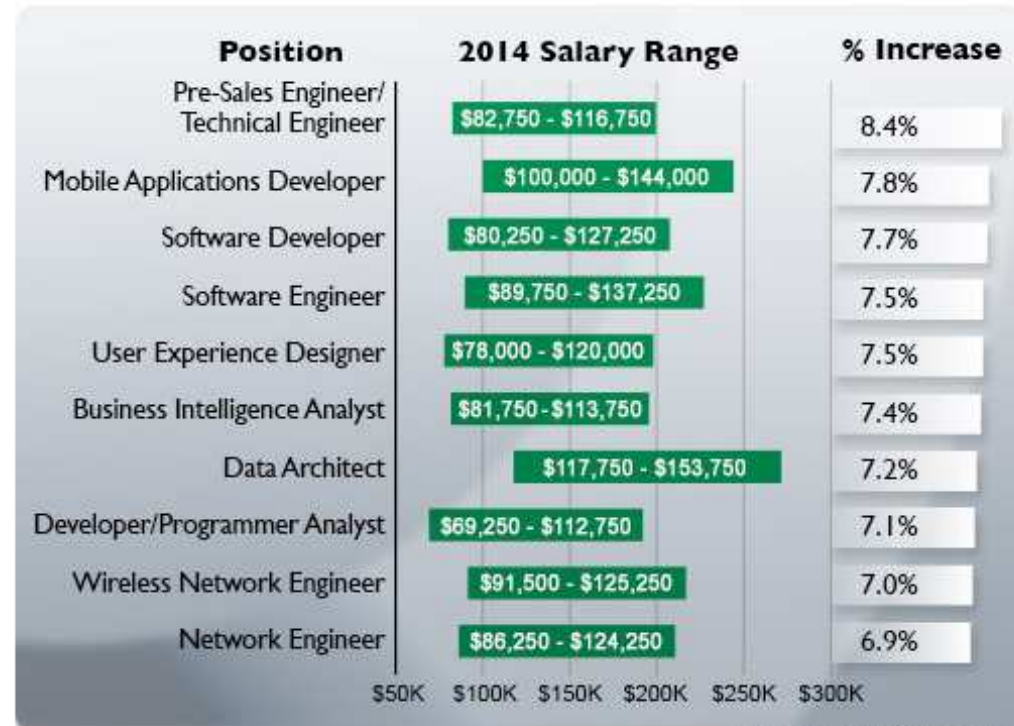 Position 2014 Salary Range % Increase
Pre-Sales Engineer/
Technical Engineer $82,750 - $116,750 8.4%
Mobile Applications Developer $100,000 - $144,000 7.8%
Software Developer $80,250 - $127,250 7.7%
Software Engineer $89,750 - $137,250 7.5%
User Experience Designer $78,000 - $120,000 7.5%
Business Intelligence Analyst $81,750 - $113,750 7.4%
Data Architect $117,750 - $153,750 7.2%
Developer/Programmer Analyst $69,250 - $112,750 7.1%
Wireless Network Engineer $91,500 - $125,250 7.0%
Network Engineer $86,250 - $124,250 6.9%
$50K $100K $150K $200K $250K $300K